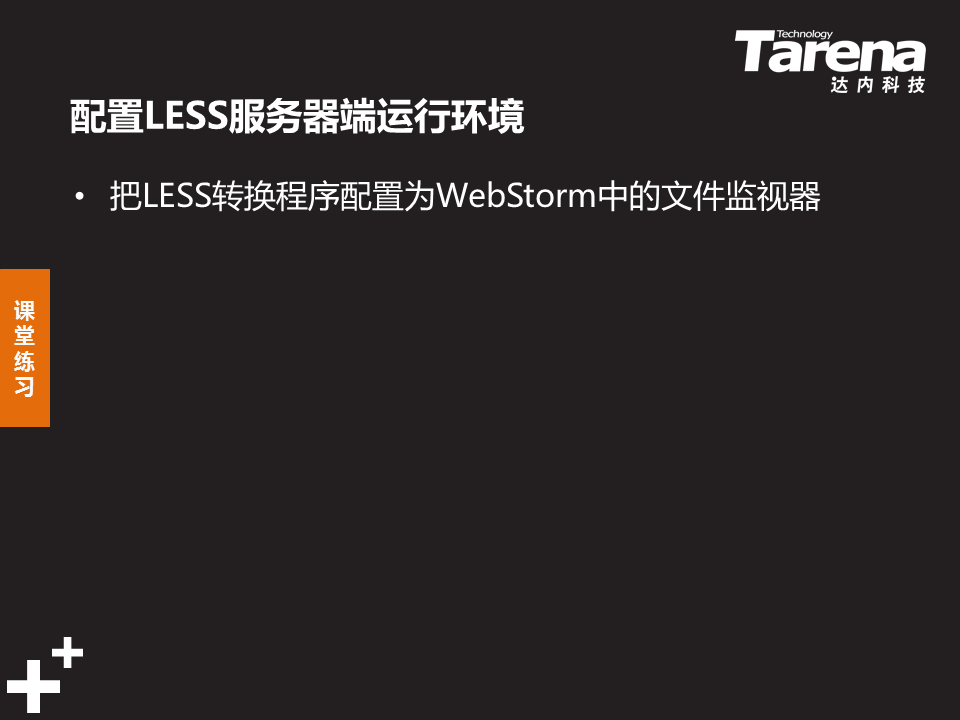 Technology
Tarena
达内科技
配置LESS服务器端运行环境
• 把LESS转换程序配置为WebStorm中的文件监视器
课堂练习